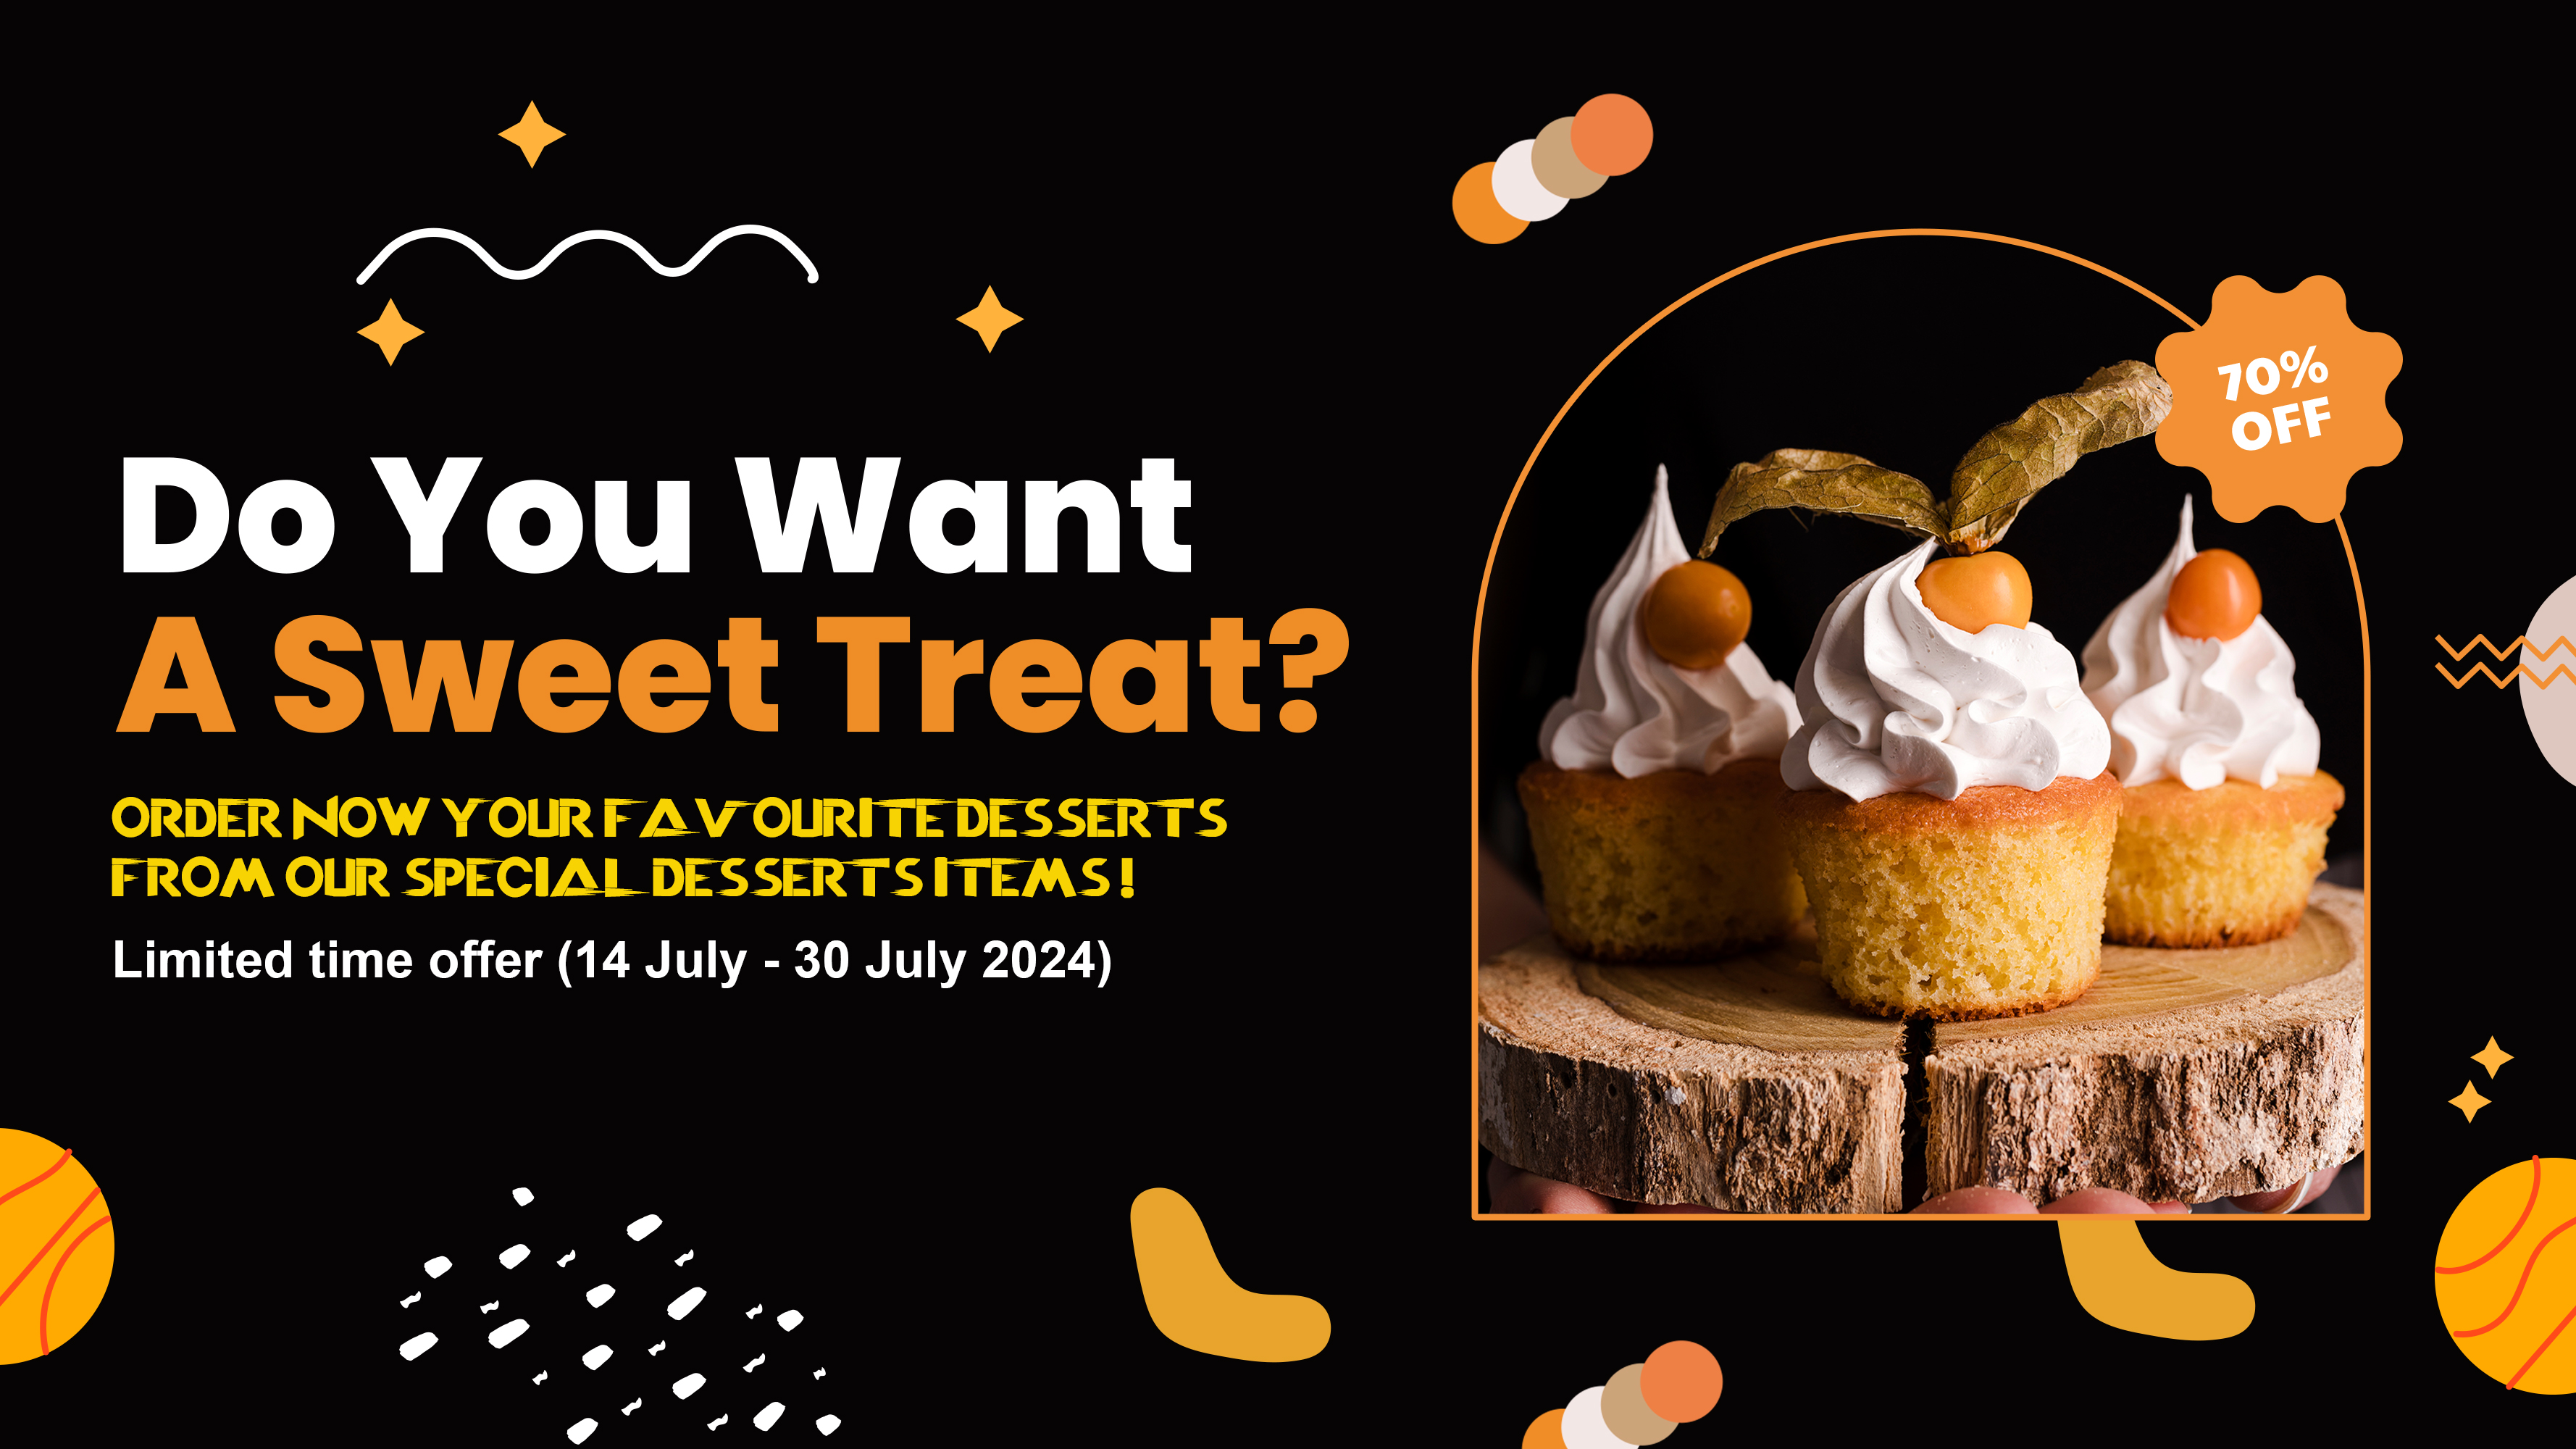 Do You Want
A Sweet Treat?
ORDER NOW YOUR FAVOURITE DESSERTS
FROM OUR SPECIAL DESSERTS ITEMS!
Limited time offer (14 July - 30 July 2024)
70%
OFF